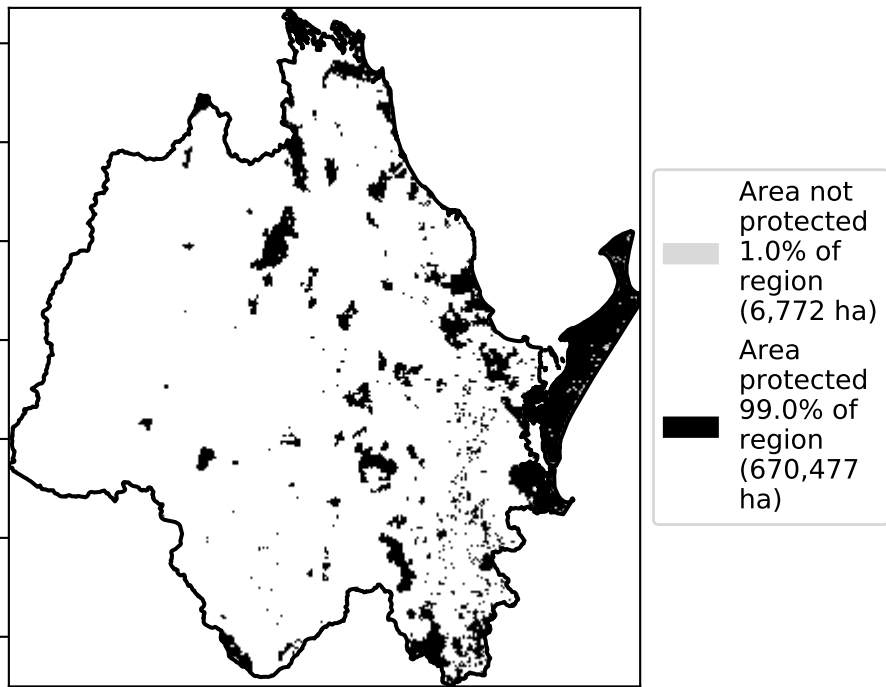 Area not
protected
1.0% of
region
(6,772 ha)
Area
protected
99.0% of
region
(670,477
ha)